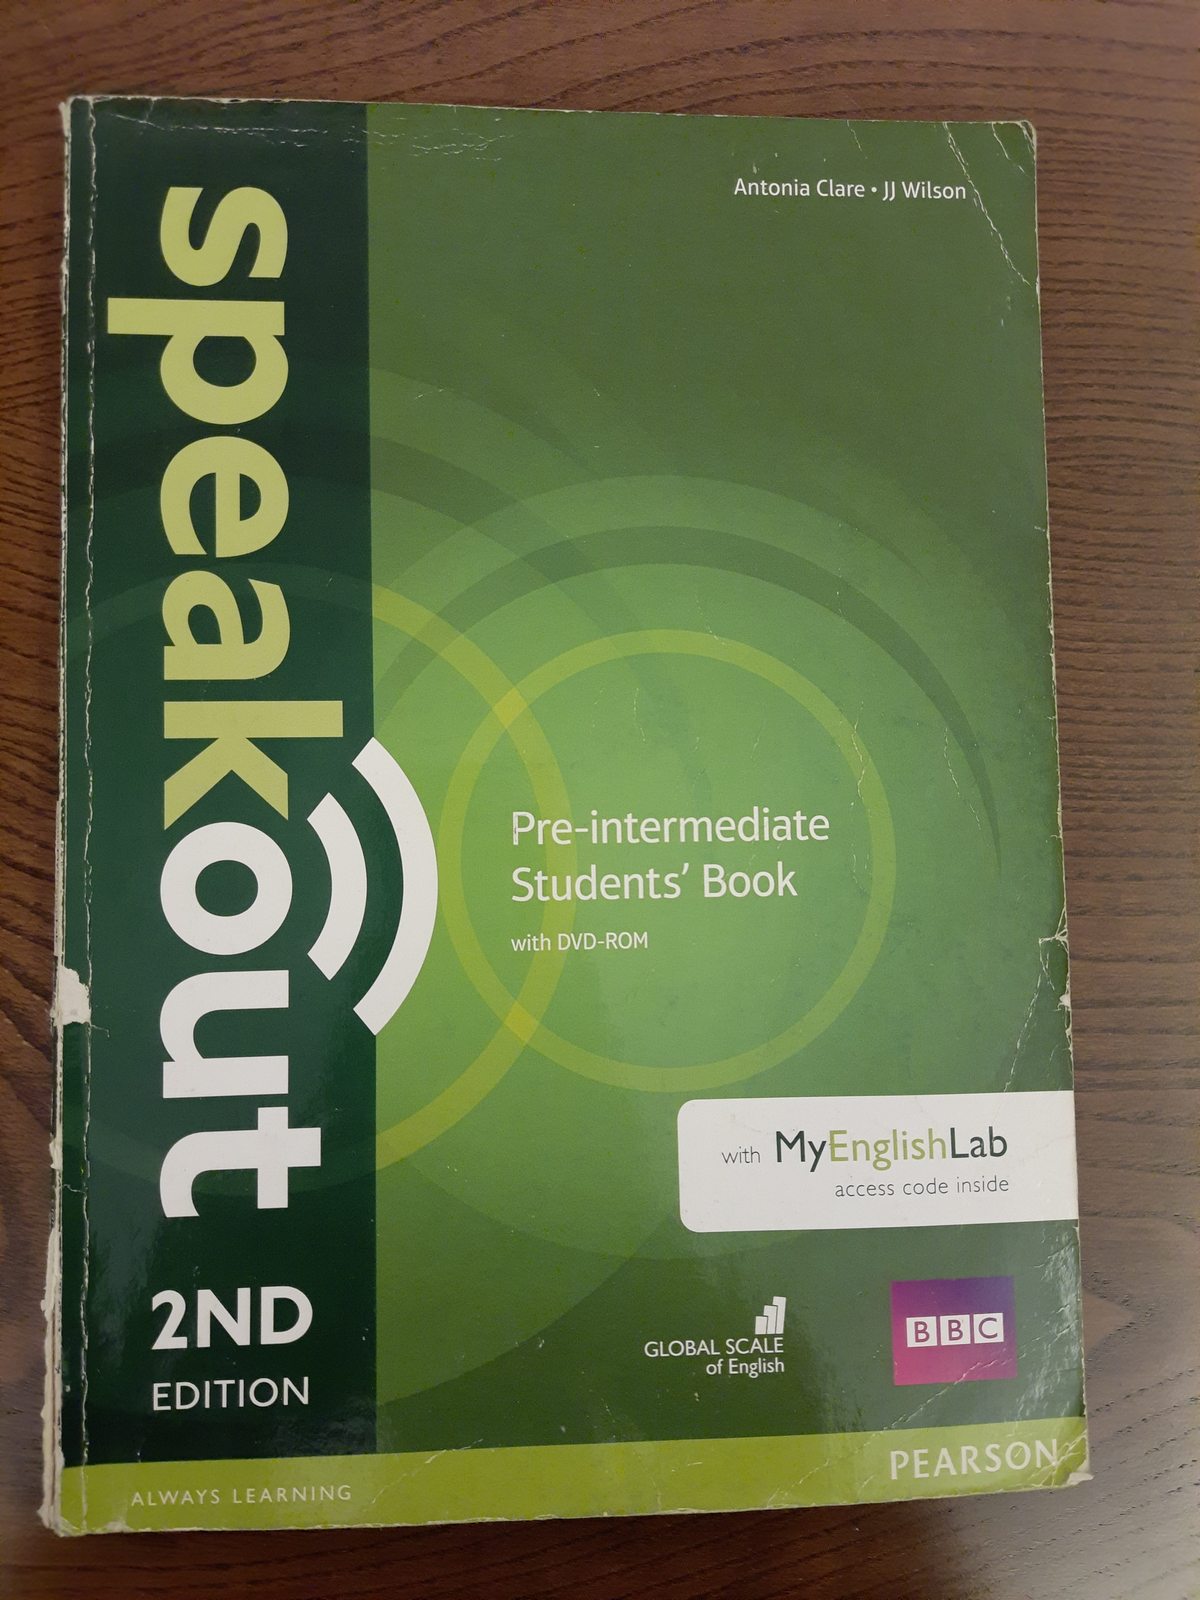 Antonia Clare • JJ Wilson
speakout
2ND
EDITION
Pre-intermediate
Students’ Book
with DVD-ROM
with MyEnglishLab
access code inside
GLOBAL SCALE
of English
BBC
PEARSON
ALWAYS LEARNING